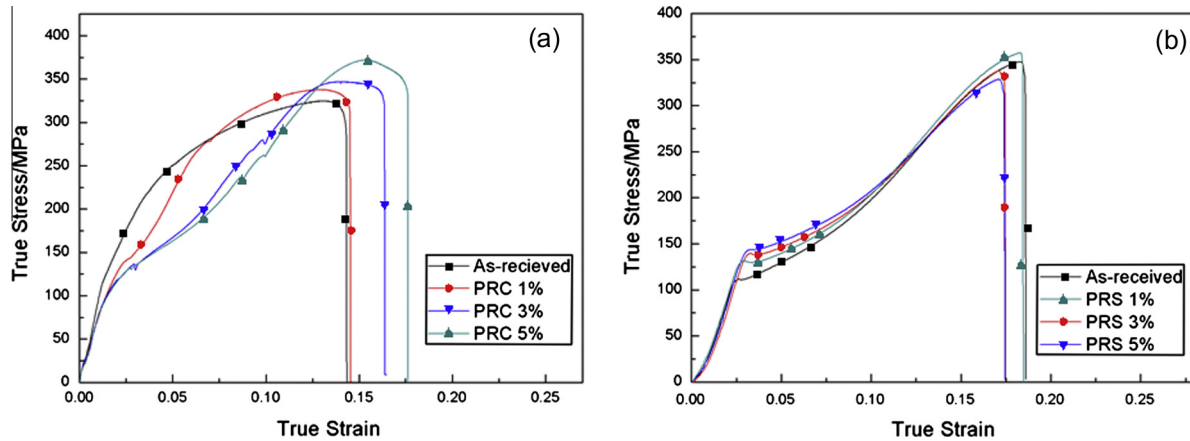 (a)
True Stress/MPa
400
350
300
250
200
150
100
50
0
0.00 0.05 0.10 0.15 0.20 0.25
True Strain
As-recieved
PRC 1%
PRC 3%
PRC 5%
(b)
True Stress/MPa
400
350
300
250
200
150
100
50
0
0.00 0.05 0.10 0.15 0.20 0.25
True Strain
As-received
PRS 1%
PRS 3%
PRS 5%